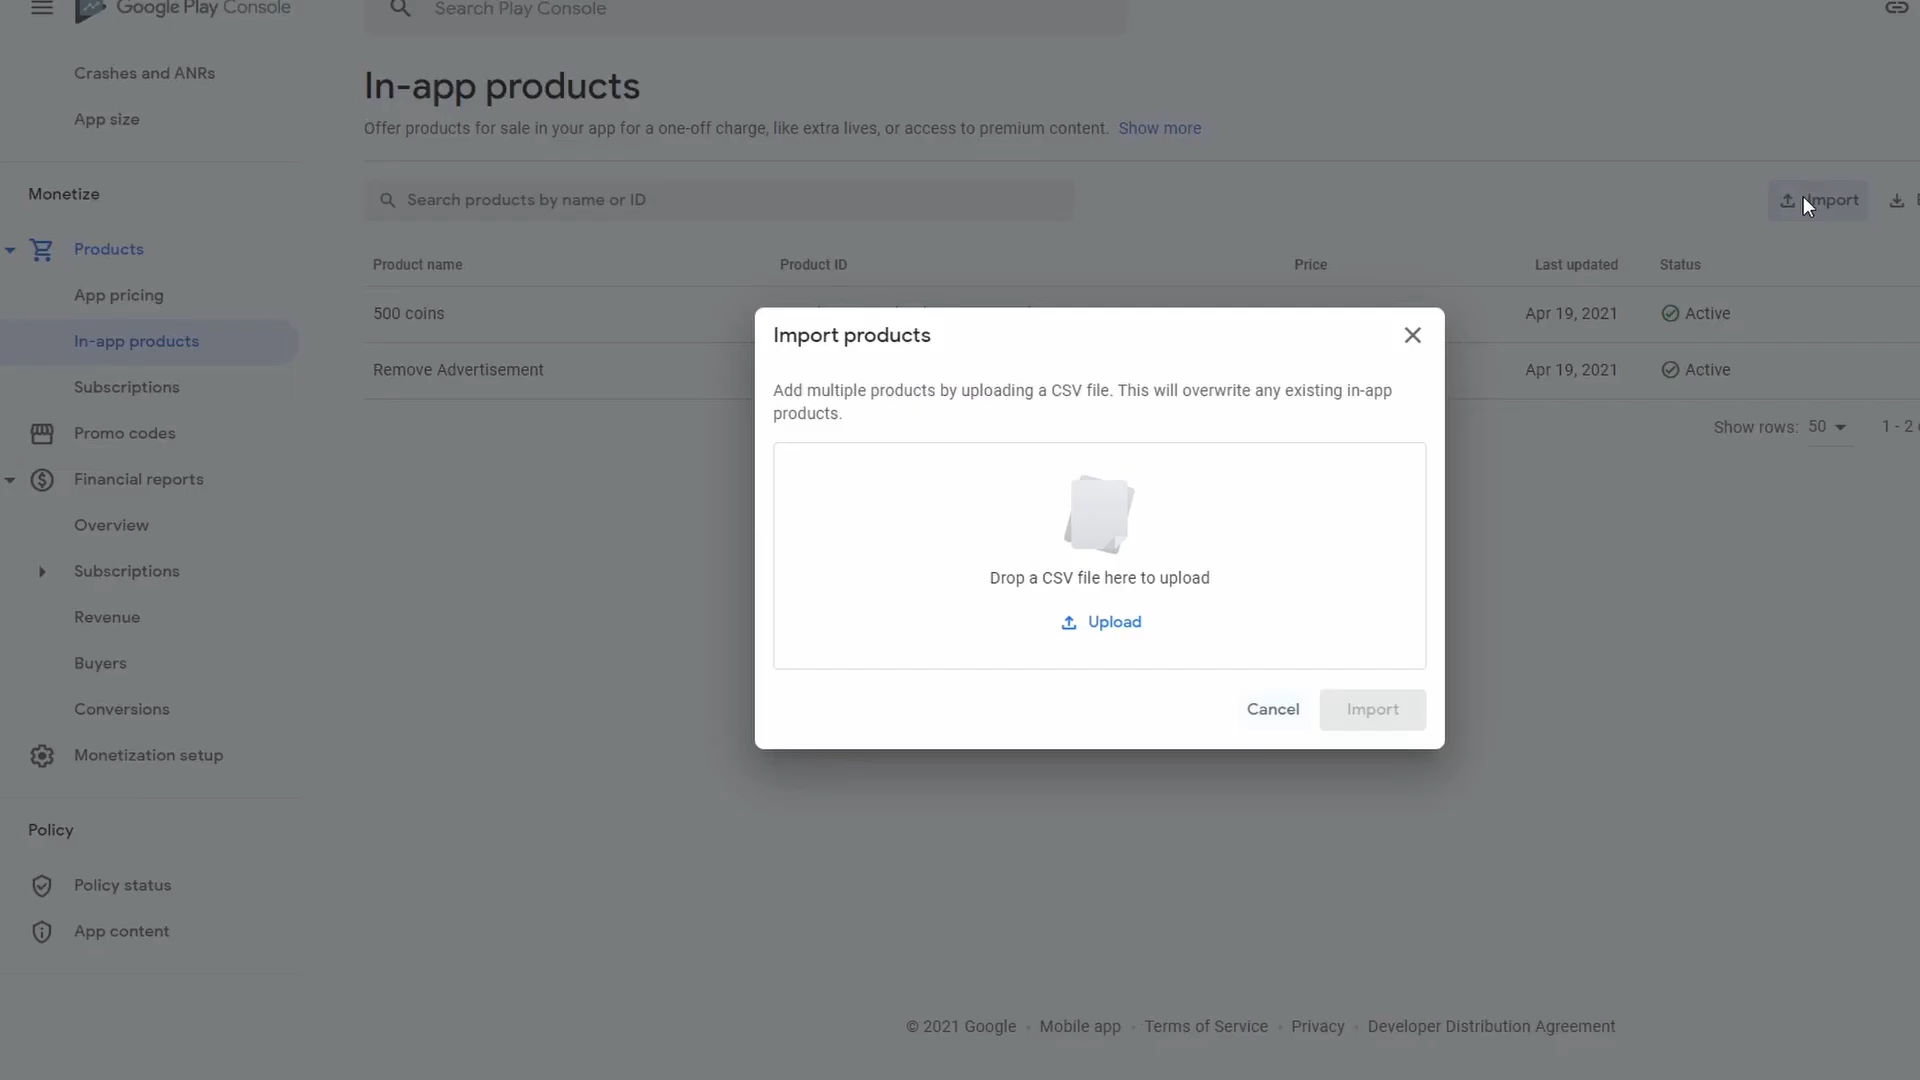 Google Play Console
Search Play Console
Crashes and ANRs
App size
Monetize
Products
App pricing
In-app products
Subscriptions
Promo codes
Financial reports
Overview
Subscriptions
Revenue
Buyers
Conversions
Monetization setup
Policy
Policy status
App content
In-app products
Offer products for sale in your app for a one-off charge, like extra lives, or access to premium content. Show more
Search products by name or ID
Import
Product name Product ID Price Last updated Status
500 coins Apr 19, 2021 Active
Remove Advertisement Apr 19, 2021 Active
Show rows: 50 1 - 2
Import products
Add multiple products by uploading a CSV file. This will overwrite any existing in-app
products.
Drop a CSV file here to upload
Upload
Cancel Import
© 2021 Google · Mobile app · Terms of Service · Privacy · Developer Distribution Agreement